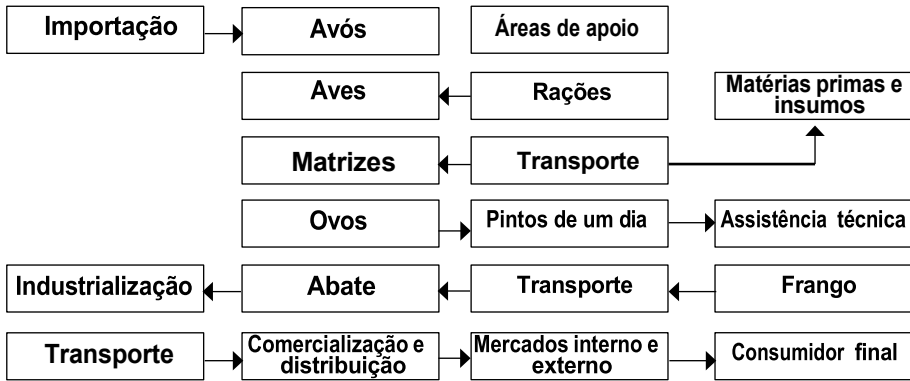 Importação
Avós
Áreas de apoio
Aves
Rações
Matérias primas e
insumos
Matrizes
Transporte
Ovos
Pintos de um dia
Assistência técnica
Industrialização
Abate
Transporte
Frango
Transporte
Comercialização e
distribuição
Mercados interno e
externo
Consumidor final